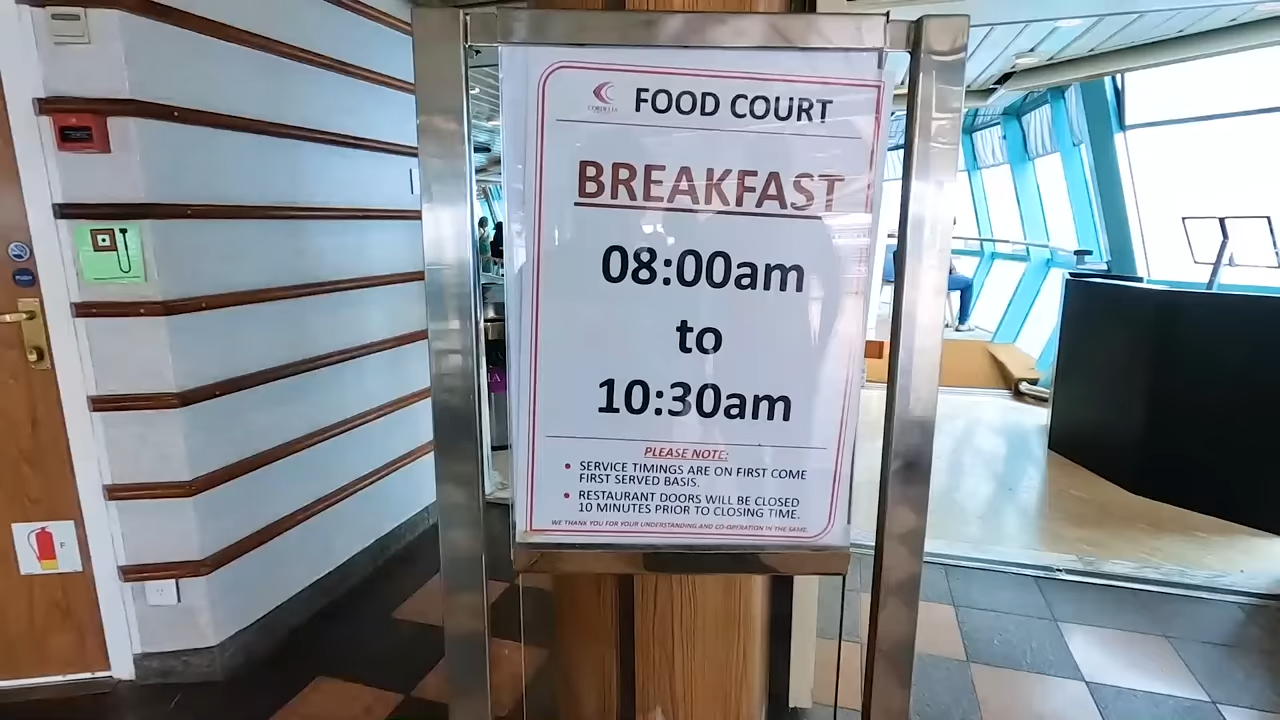 CORDELIA
FOOD COURT
BREAKFAST
08:00am
to
10:30am
PLEASE NOTE:
• SERVICE TIMINGS ARE ON FIRST COME
FIRST SERVED BASIS.
• RESTAURANT DOORS WILL BE CLOSED
10 MINUTES PRIOR TO CLOSING TIME.
WE THANK YOU FOR YOUR UNDERSTANDING AND CO-OPERATION IN THE SAME.
F